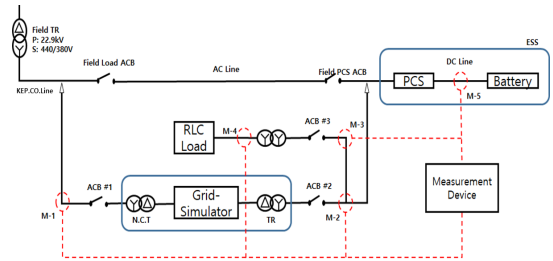 Field TR
P: 22.9kV
S: 440/380V
ESS
Field Load ACB
AC Line
Field PCS ACB
DC Line
KEP.CO.Line
PCS
Battery
M-5
RLC
Load
M-4
ACB #3
M-3
ACB #1
Grid-
Simulator
ACB #2
Measurement
Device
M-1
N.C.T
TR
M-2